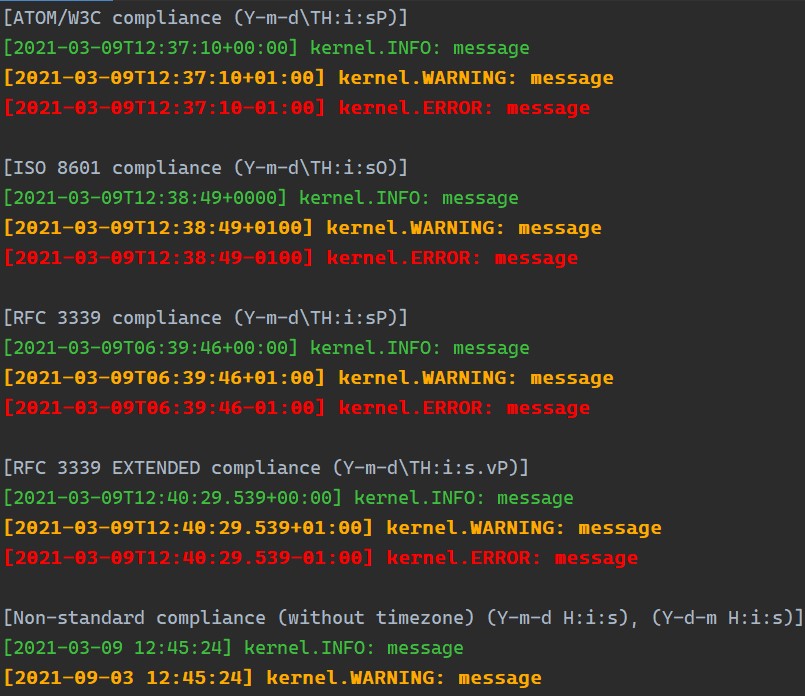 [ATOM/W3C compliance (Y-m-d\TH:i:sP)]
[2021-03-09T12:37:10+00:00] kernel.INFO: message
[2021-03-09T12:37:10+01:00] kernel.WARNING: message
[2021-03-09T12:37:10-01:00] kernel.ERROR: message
[ISO 8601 compliance (Y-m-d\TH:i:sO)]
[2021-03-09T12:38:49+0000] kernel.INFO: message
[2021-03-09T12:38:49+0100] kernel.WARNING: message
[2021-03-09T12:38:49-0100] kernel.ERROR: message
[RFC 3339 compliance (Y-m-d\TH:i:sP)]
[2021-03-09T06:39:46+00:00] kernel.INFO: message
[2021-03-09T06:39:46+01:00] kernel.WARNING: message
[2021-03-09T06:39:46-01:00] kernel.ERROR: message
[RFC 3339 EXTENDED compliance (Y-m-d\TH:i:s.vP)]
[2021-03-09T12:40:29.539+00:00] kernel.INFO: message
[2021-03-09T12:40:29.539+01:00] kernel.WARNING: message
[2021-03-09T12:40:29.539-01:00] kernel.ERROR: message
[Non-standard compliance (without timezone) (Y-m-d H:i:s), (Y-d-m H:i:s)]
[2021-03-09 12:45:24] kernel.INFO: message
[2021-09-03 12:45:24] kernel.WARNING: message